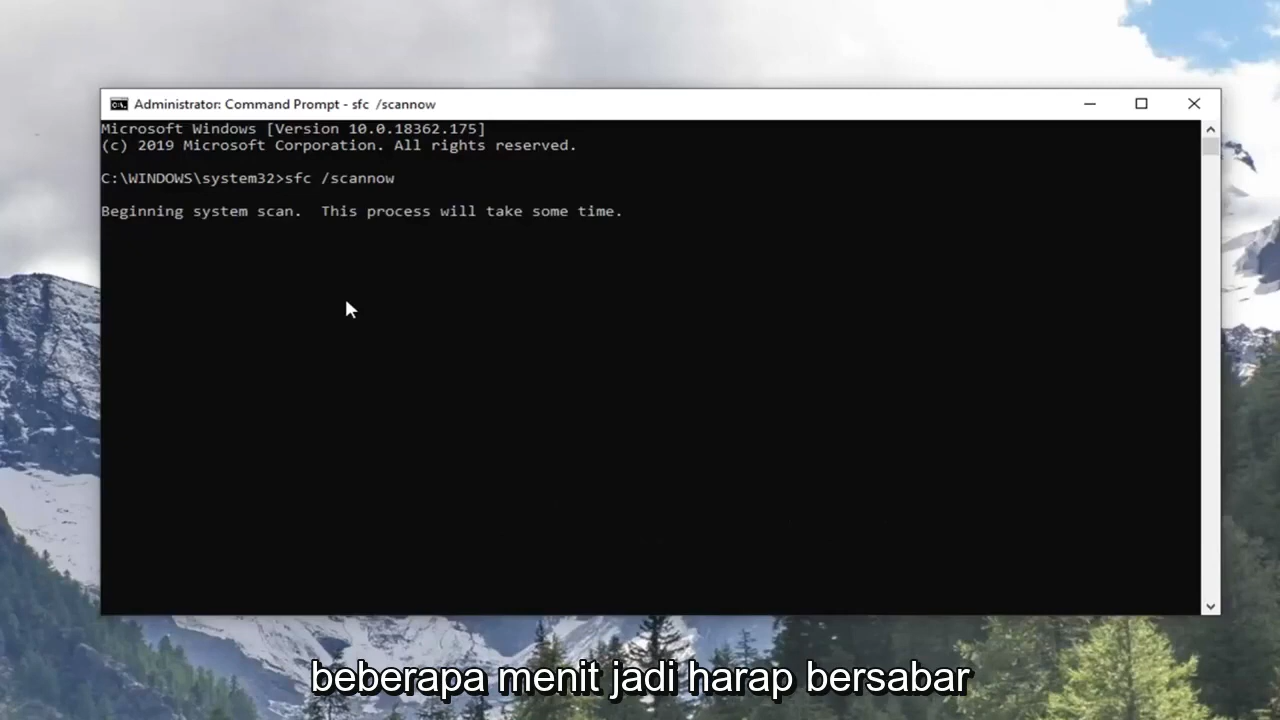 Administrator: Command Prompt - sfc  /scannow
Microsoft Windows [Version 10.0.18362.175]
(c) 2019 Microsoft Corporation. All rights reserved.
C:\WINDOWS\system32>sfc /scannow
Beginning system scan.  This process will take some time.
beberapa menit jadi harap bersabar